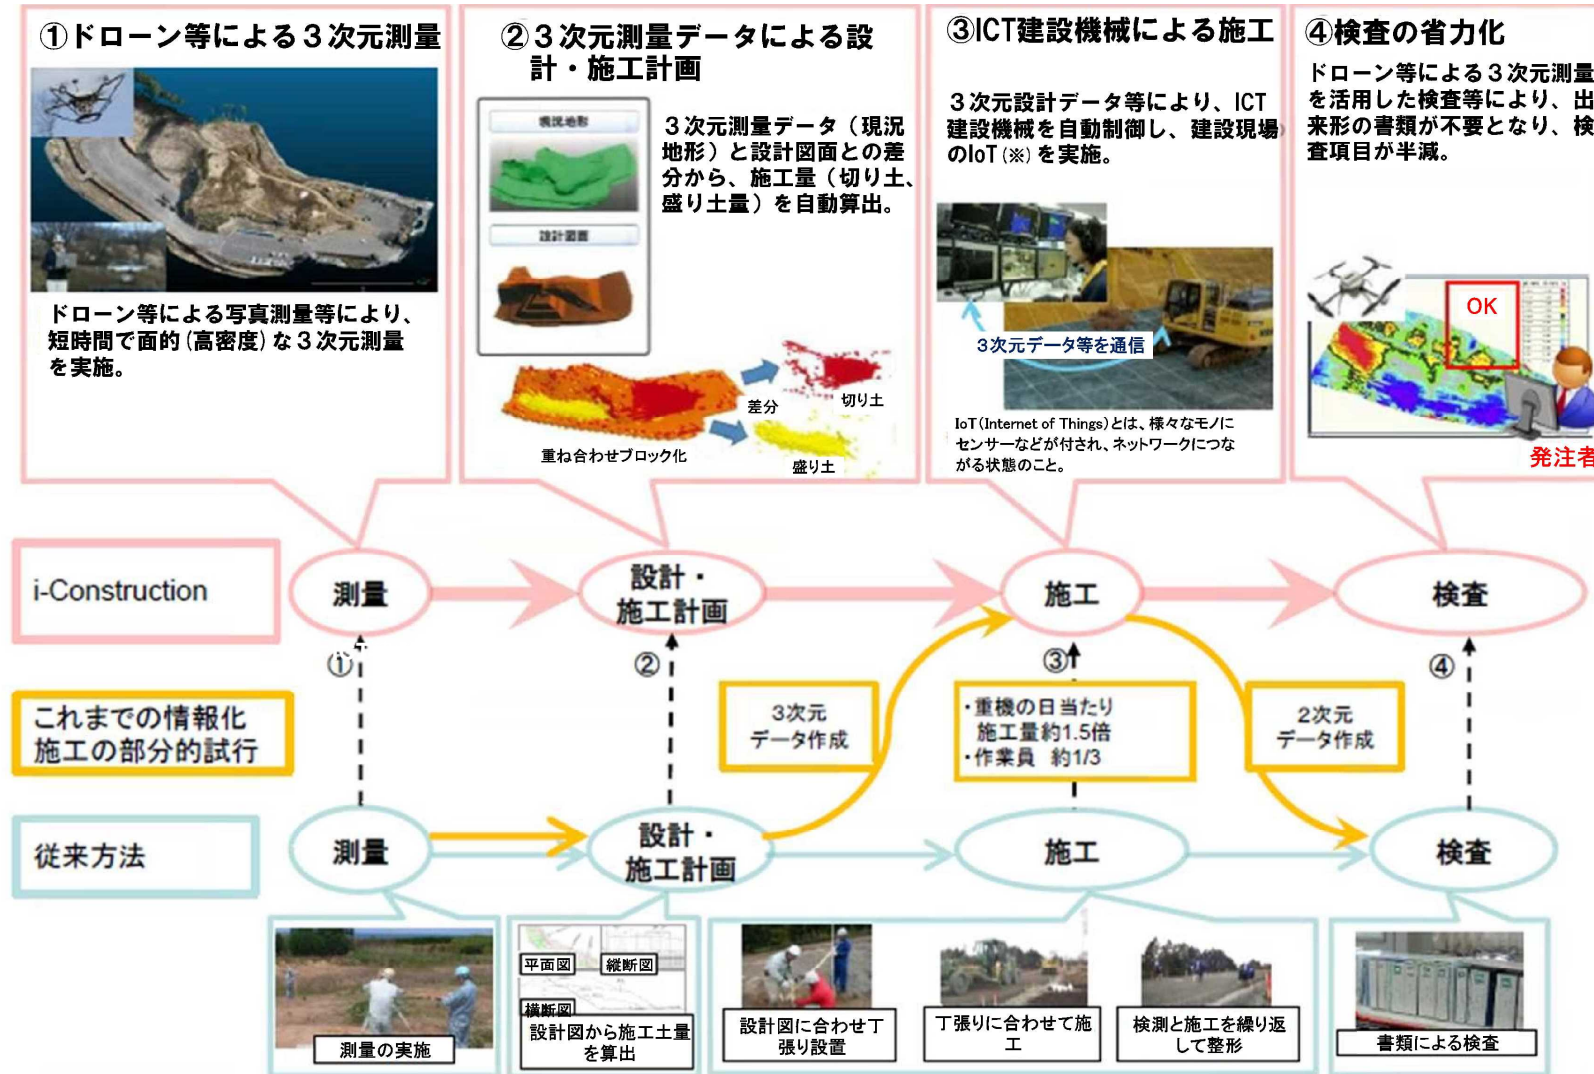 ①ドローン等による３次元測量
ドローン等による写真測量等により、
短時間で面的(高密度)な３次元測量
を実施。
②３次元測量データによる設
計・施工計画
現況地形
設計図面
３次元測量データ（現況
地形）と設計図面との差
分から、施工量（切り土、
盛り土量）を自動算出。
差分
切り土
重ね合わせブロック化
盛り土
③ICT建設機械による施工
３次元設計データ等により、ICT
建設機械を自動制御し、建設現場
のIoT(※)を実施。
3次元データ等を通信
IoT(Internet of Things)とは、様々なモノに
センサーなどが付され、ネットワークにつな
がる状態のこと。
④検査の省力化
ドローン等による３次元測量
を活用した検査等により、出
来形の書類が不要となり、検
査項目が半減。
OK
発注者
i-Construction
測量
設計・
施工計画
施工
検査
①
②
③
④
これまでの情報化
施工の部分的試行
3次元
データ作成
・重機の日当たり
施工量約1.5倍
・作業員　約1/3
2次元
データ作成
従来方法
測量
設計・
施工計画
施工
検査
測量の実施
平面図
縦断図
横断図
設計図から施工土量
を算出
設計図に合わせ丁
張り設置
丁張りに合わせて施
工
検測と施工を繰り返
して整形
書類による検査